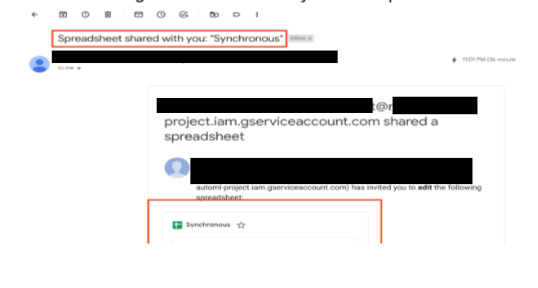 Spreadsheet shared with you: "Synchronous" Inbox ×
to me
11:01 PM (36 minute
t@r
project.iam.gserviceaccount.com shared a
spreadsheet
automl-project.iam.gserviceaccount.com) has invited you to edit the following
spreadsheet:
Synchronous